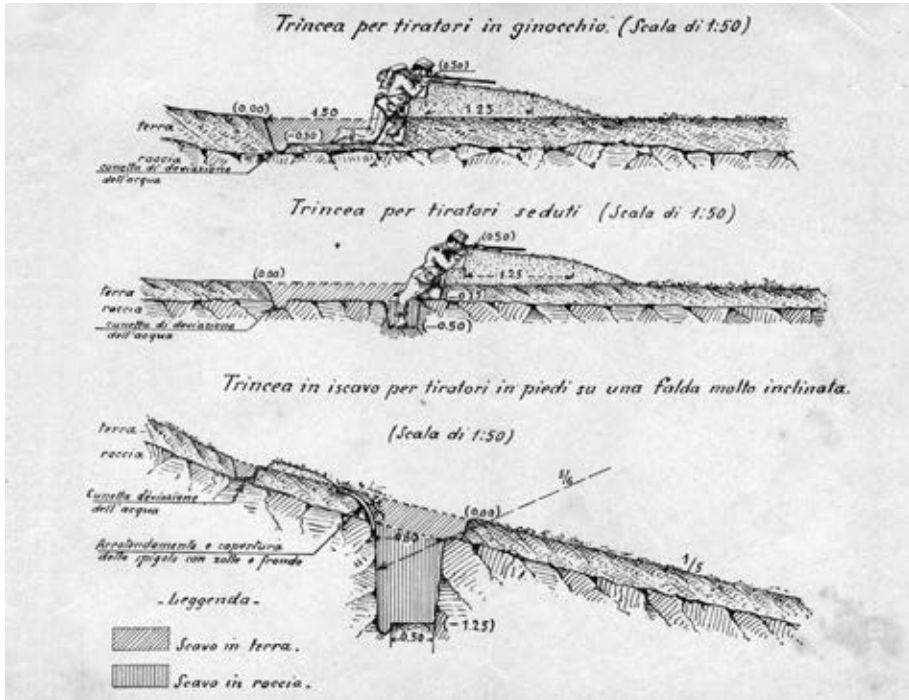 Trincea per tiratori in ginocchio. (Scala di 1:50)
(0.50)
(0.00)
1.50
1.25
(-0.50)
terra
roccia
cunetta di deviazione
dell'acqua
Trincea per tiratori seduti (Scala di 1:50)
(0.50)
(0.00)
1.25
terra
roccia
(-0.50)
cunetta di deviazione
dell'acqua
Trincea in iscavo per tiratori in piedi su una falda molto inclinata.
(Scala di 1:50)
terra
roccia
Cunetta deviazione
dell'acqua
(0.00)
0.80
Arrotondamento e copertura
dello spigolo con zolle e fronde
1/5
- Leggenda -
(-1.25)
0.50
Scavo in terra.
Scavo in roccia.